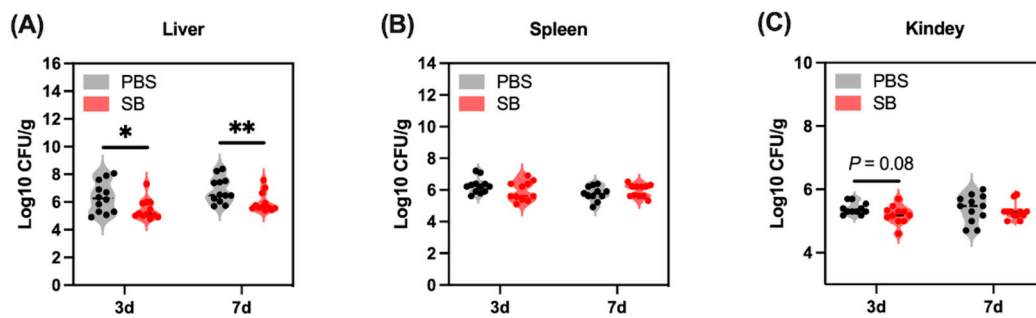 (A)
Liver
Log10 CFU/g
16
14
12
10
8
6
4
2
0
PBS
SB
*
**
3d
7d
(B)
Spleen
Log10 CFU/g
14
12
10
8
6
4
2
0
PBS
SB
3d
7d
(C)
Kindey
Log10 CFU/g
10
8
6
4
PBS
SB
P = 0.08
3d
7d